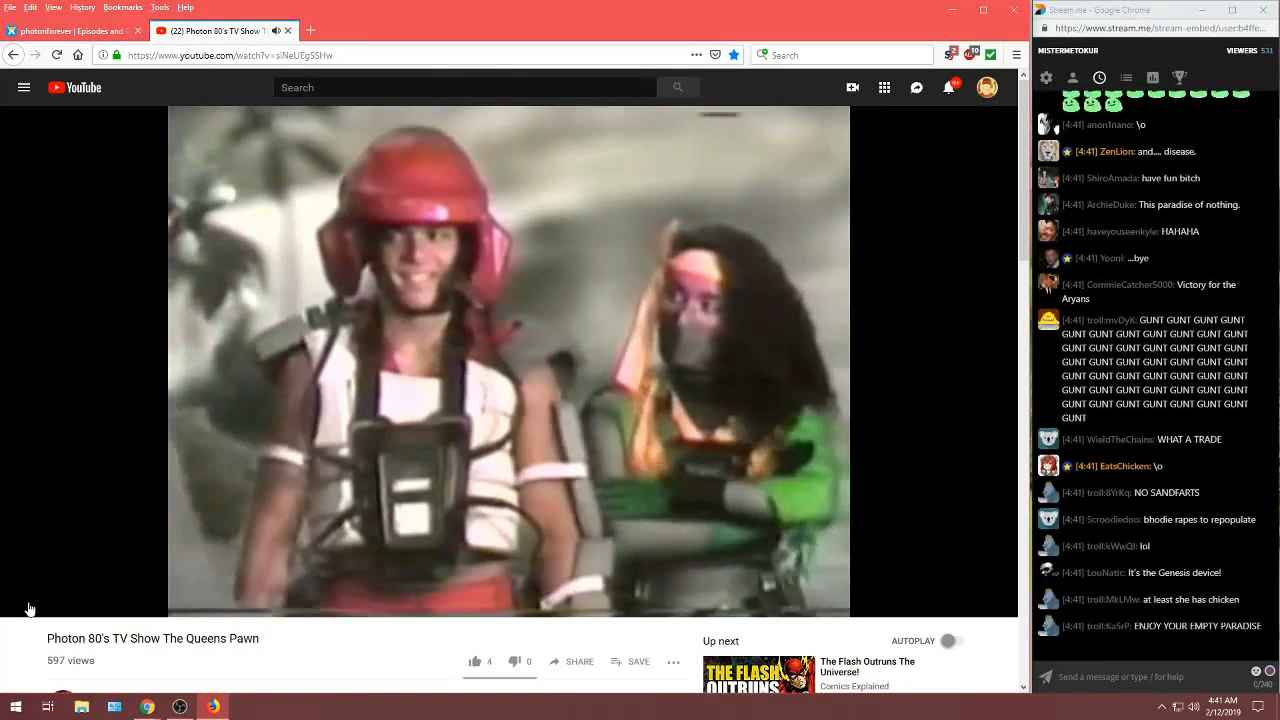 File Edit View History Bookmarks Tools Help
photonforever | Episodes and
(22) Photon 80's TV Show T
https://www.youtube.com/watch?v=siNeUEgSSHw
Search
YouTube
Search
9+
Photon 80's TV Show The Queens Pawn
597 views
4
0
SHARE
SAVE
Up next
AUTOPLAY
THE FLASH
OUTRUNS
The Flash Outruns The
Universe!
Comics Explained
Stream.me - Google Chrome
https://www.stream.me/stream-embed/user:b4ffe...
MISTERMETOKUR
VIEWERS 531
[4:41] anon1nano: \o
[4:41] ZenLion: and.... disease.
[4:41] ShiroAmada: have fun bitch
[4:41] ArchieDuke: This paradise of nothing.
[4:41] haveyouseenkyle: HAHAHA
[4:41] Yooni: ...bye
[4:41] CommieCatcher5000: Victory for the
Aryans
[4:41] troll:mvDyK: GUNT GUNT GUNT GUNT
GUNT GUNT GUNT GUNT GUNT GUNT GUNT
GUNT GUNT GUNT GUNT GUNT GUNT GUNT
GUNT GUNT GUNT GUNT GUNT GUNT GUNT
GUNT GUNT GUNT GUNT GUNT GUNT GUNT
GUNT GUNT GUNT GUNT GUNT GUNT GUNT
GUNT GUNT GUNT GUNT GUNT GUNT GUNT
GUNT
[4:41] WieldTheChains: WHAT A TRADE
[4:41] EatsChicken: \o
[4:41] troll:8YrKq: NO SANDFARTS
[4:41] Scroodledoo: bhodie rapes to repopulate
[4:41] troll:kWwQl: lol
[4:41] LouNatic: It's the Genesis device!
[4:41] troll:MkLMw: at least she has chicken
[4:41] troll:Ka5rP: ENJOY YOUR EMPTY PARADISE
Send a message or type / for help
0/240
4:41 AM
2/12/2019